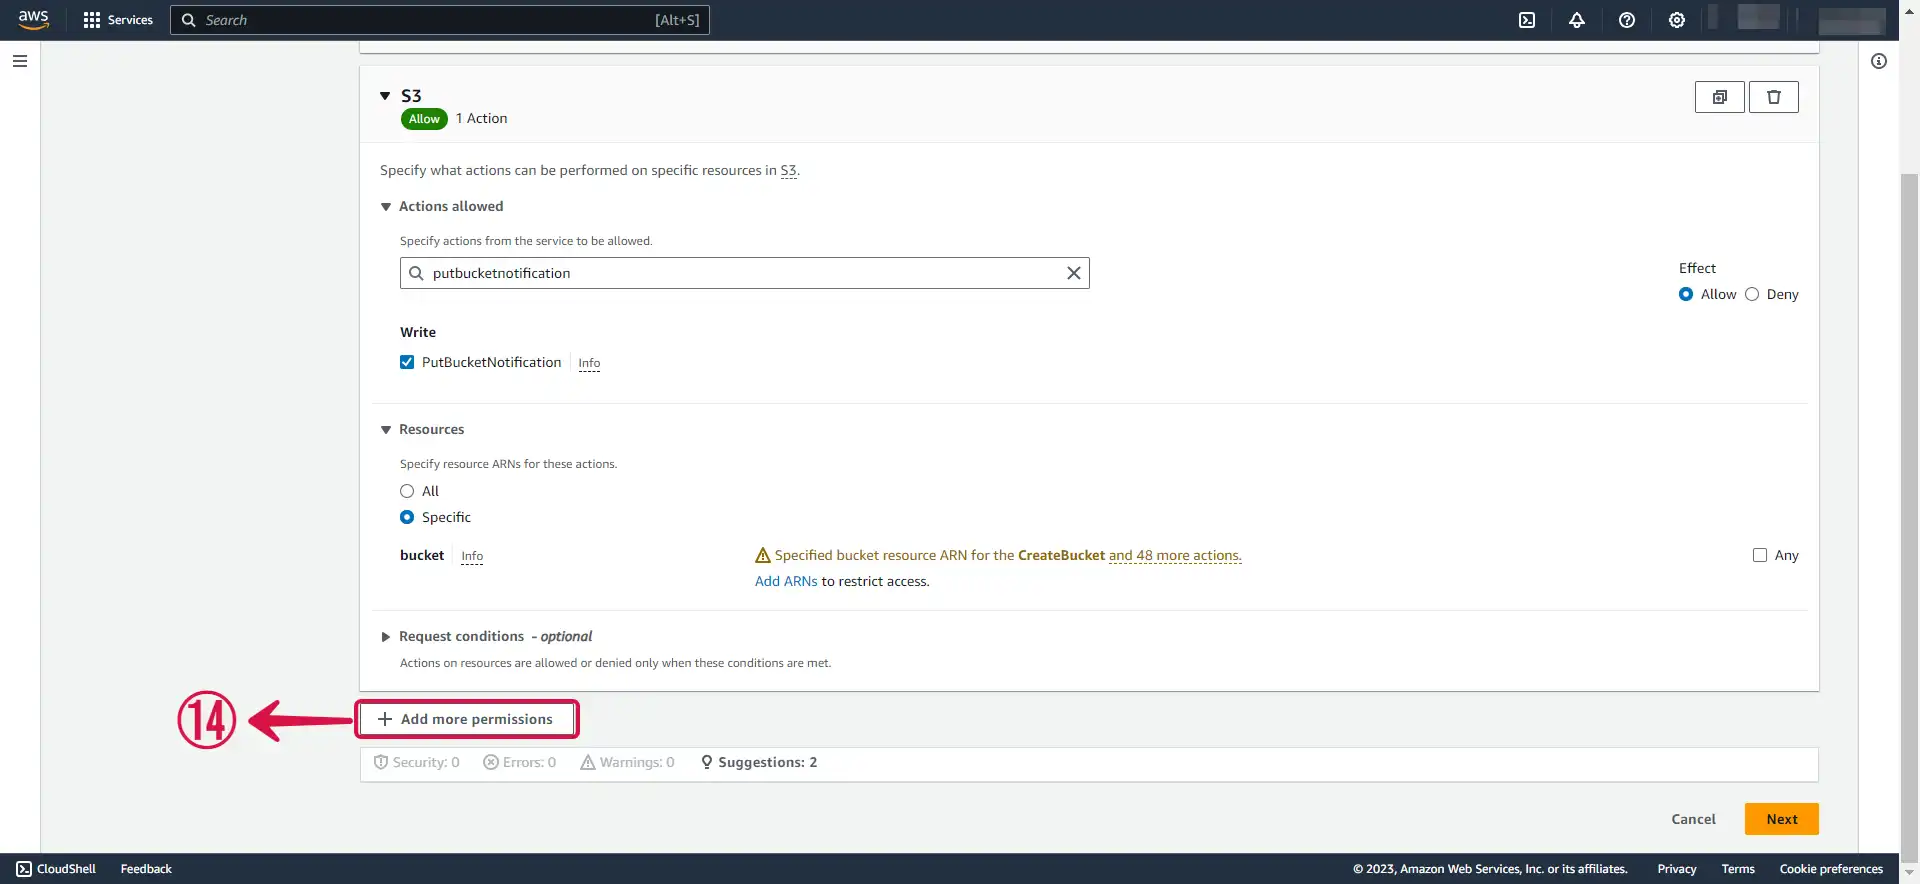 aws Services Search [Alt+S]
S3
Allow 1 Action
Specify what actions can be performed on specific resources in S3.
Actions allowed
Specify actions from the service to be allowed.
putbucketnotification
Effect
Allow Deny
Write
PutBucketNotification Info
Resources
Specify resource ARNs for these actions.
All
Specific
bucket Info Specified bucket resource ARN for the CreateBucket and 48 more actions. Any
Add ARNs to restrict access.
Request conditions - optional
Actions on resources are allowed or denied only when these conditions are met.
14 Add more permissions
Security: 0 Errors: 0 Warnings: 0 Suggestions: 2
Cancel Next
CloudShell Feedback © 2023, Amazon Web Services, Inc. or its affiliates. Privacy Terms Cookie preferences